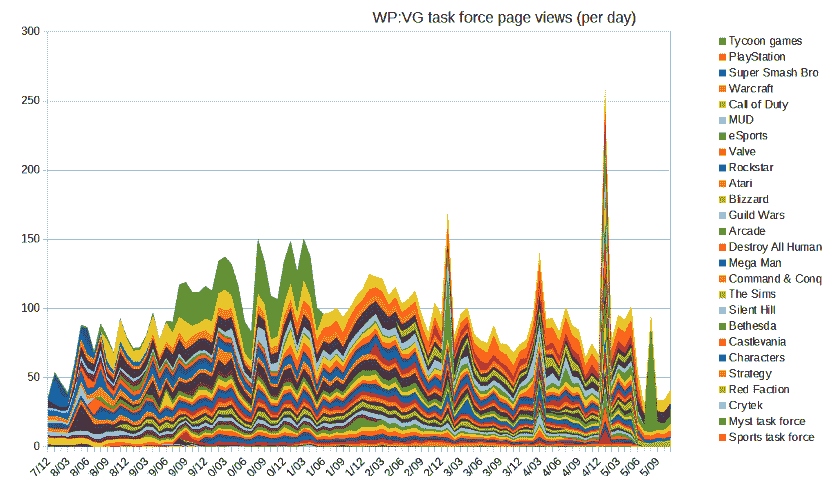 WP:VG task force page views (per day)
300
250
200
150
100
50
0
7/12
8/03
8/06
8/09
8/12
9/03
9/06
9/09
9/12
0/03
0/06
0/09
0/12
1/03
1/06
1/09
1/12
2/03
2/06
2/09
2/12
3/03
3/06
3/09
3/12
4/03
4/06
4/09
4/12
5/03
5/06
5/09
Tycoon games
PlayStation
Super Smash Bro
Warcraft
Call of Duty
MUD
eSports
Valve
Rockstar
Atari
Blizzard
Guild Wars
Arcade
Destroy All Human
Mega Man
Command & Conq
The Sims
Silent Hill
Bethesda
Castlevania
Characters
Strategy
Red Faction
Crytek
Myst task force
Sports task force